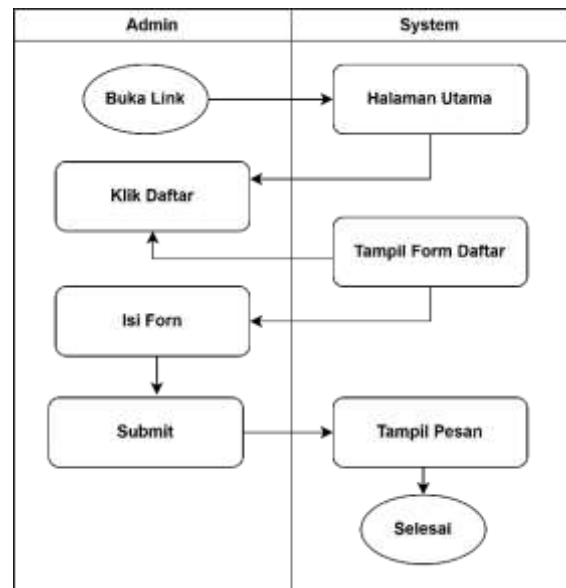 Admin
System
Buka Link
Halaman Utama
Klik Daftar
Tampil Form Daftar
Isi Forn
Submit
Tampil Pesan
Selesai